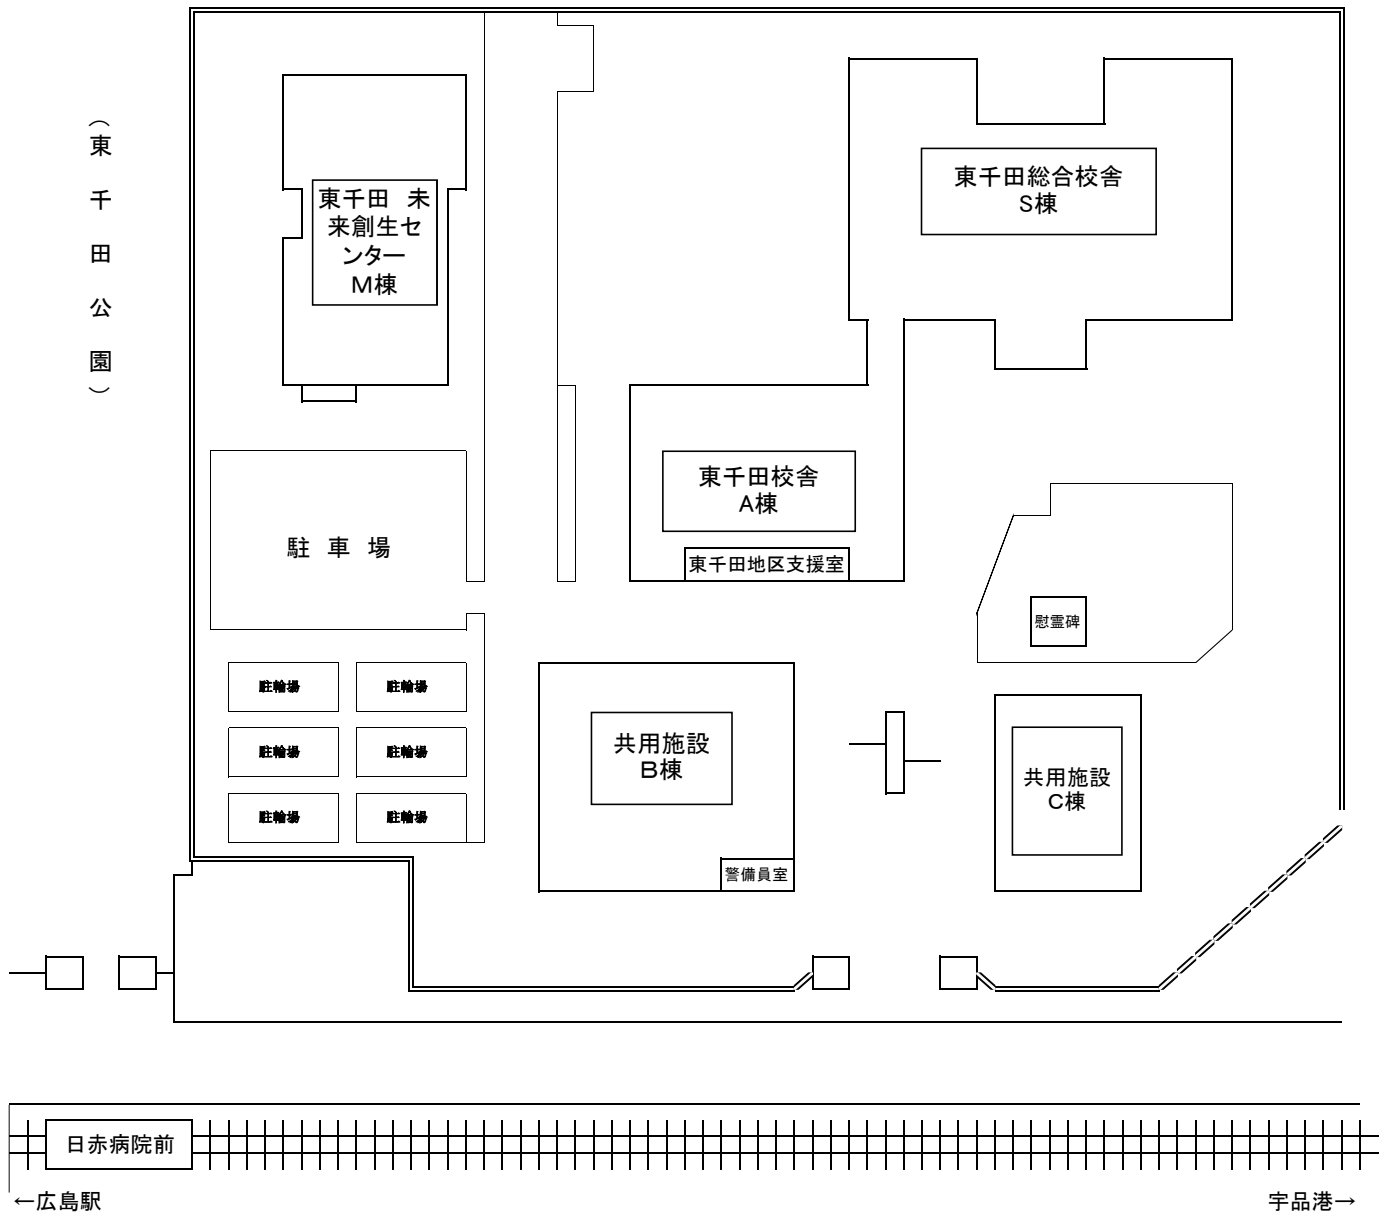 （東千田公園）
東千田　未
来創生セ
ンター
M棟
東千田総合校舎
S棟
東千田校舎
A棟
東千田地区支援室
駐 車 場
慰霊碑
駐輪場
駐輪場
駐輪場
駐輪場
駐輪場
駐輪場
共用施設
B棟
共用施設
C棟
警備員室
日赤病院前
←広島駅
宇品港→